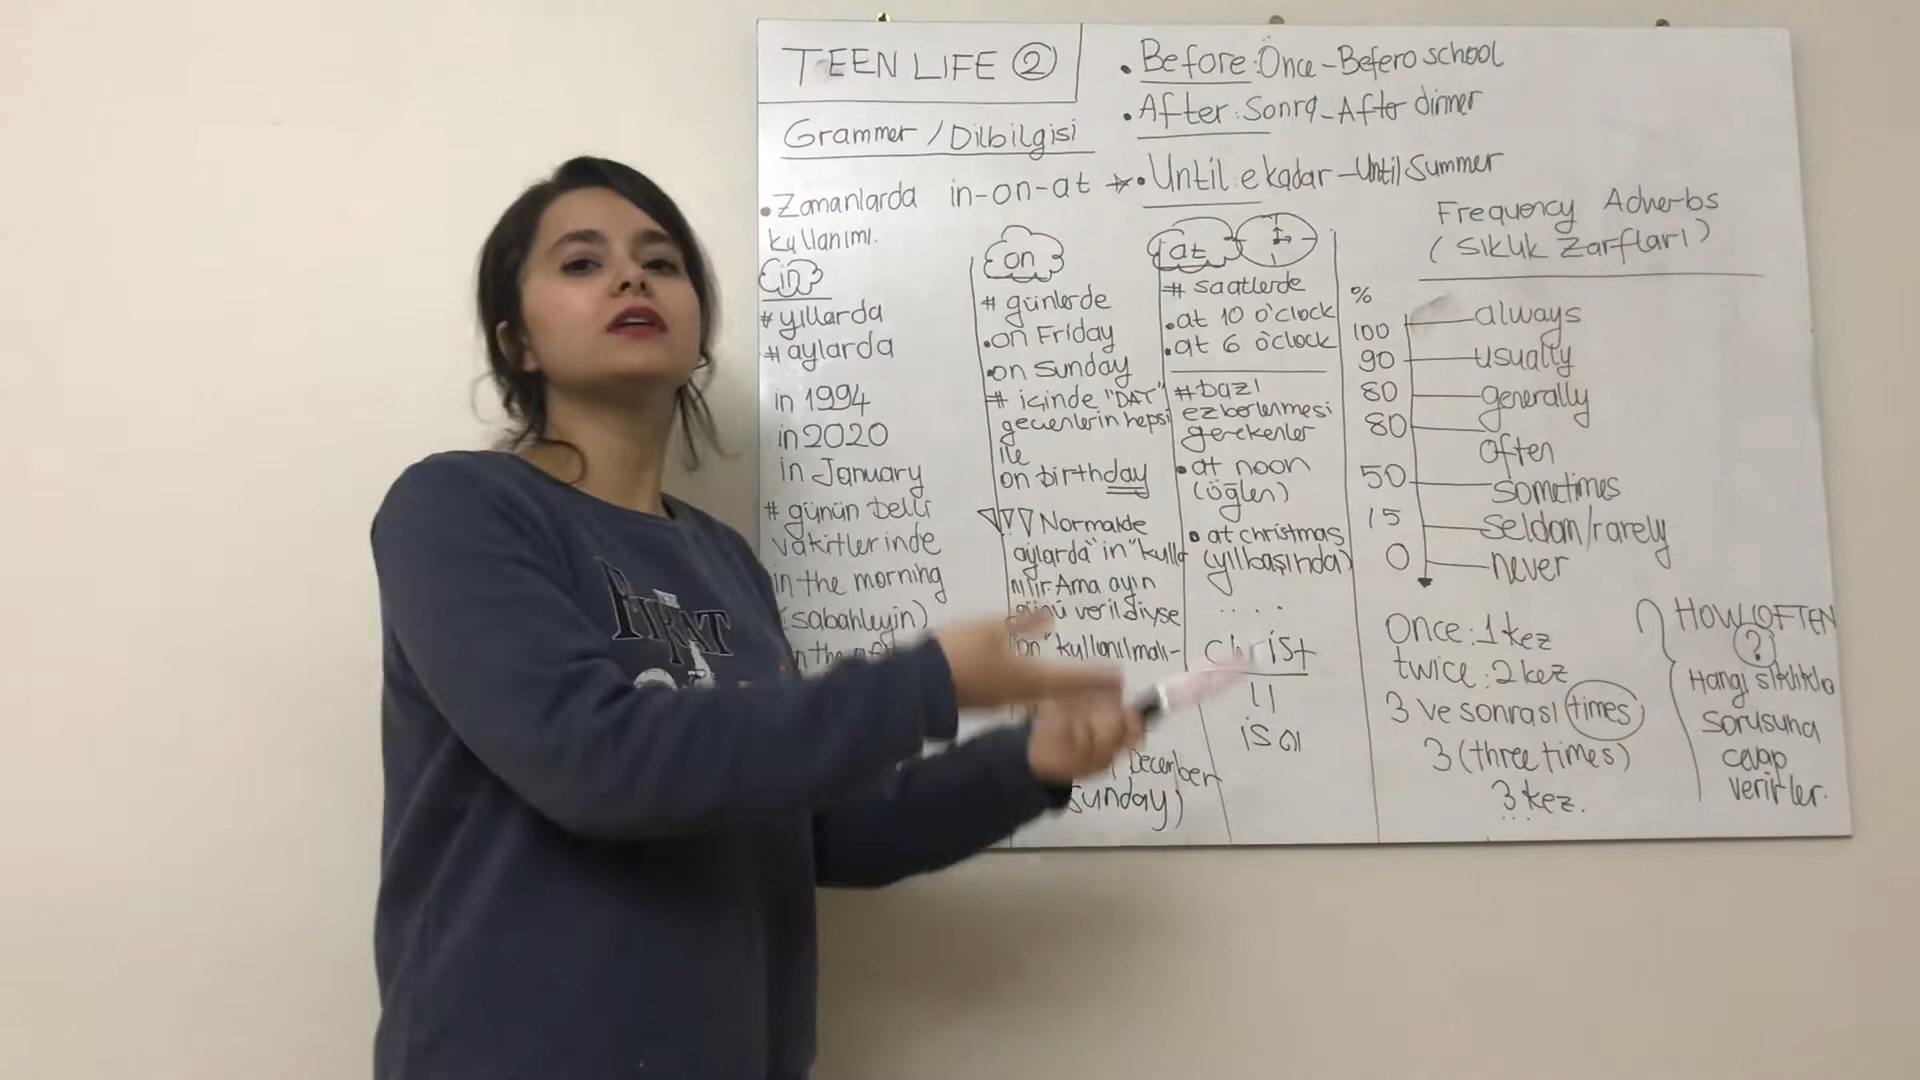 TEEN LIFE 2
Grammer / Dilbilgisi
• Before: Önce - Befero school
• After: Sonra - After dinner
• Until: e kadar - Until Summer
• Zamanlarda in-on-at
kullanımı.
in
# yıllarda
# aylarda
in 1994
in 2020
in January
# günün belli
vakitlerinde
in the morning
(sabahleyin)
in the
on
# günlerde
• on Friday
• on Sunday
# içinde "DAY"
geçenlerin hepsi
ile
on birthday
Normalde
aylarda "in" kulla
nılır. Ama ayın
günü verildiyse
"on" kullanılmalı-
December
Sunday)
at
# saatlerde
• at 10 o'clock
• at 6 o'clock
# bazı
ezberlenmesi
gerekenler
• at noon
(öğlen)
• at christmas
(yılbaşında)
....
christ
isa
Frequency Adverbs
(Sıklık Zarfları)
%
100 always
90 usually
80 generally
80 often
50 sometimes
15 seldom/rarely
0 never
Once: 1 kez
twice: 2 kez
3 ve sonrası times
3 (three times)
3 kez.
HOW OFTEN
?
Hangi sıklıkla
sorusuna
cevap
verirler.
FIRAT